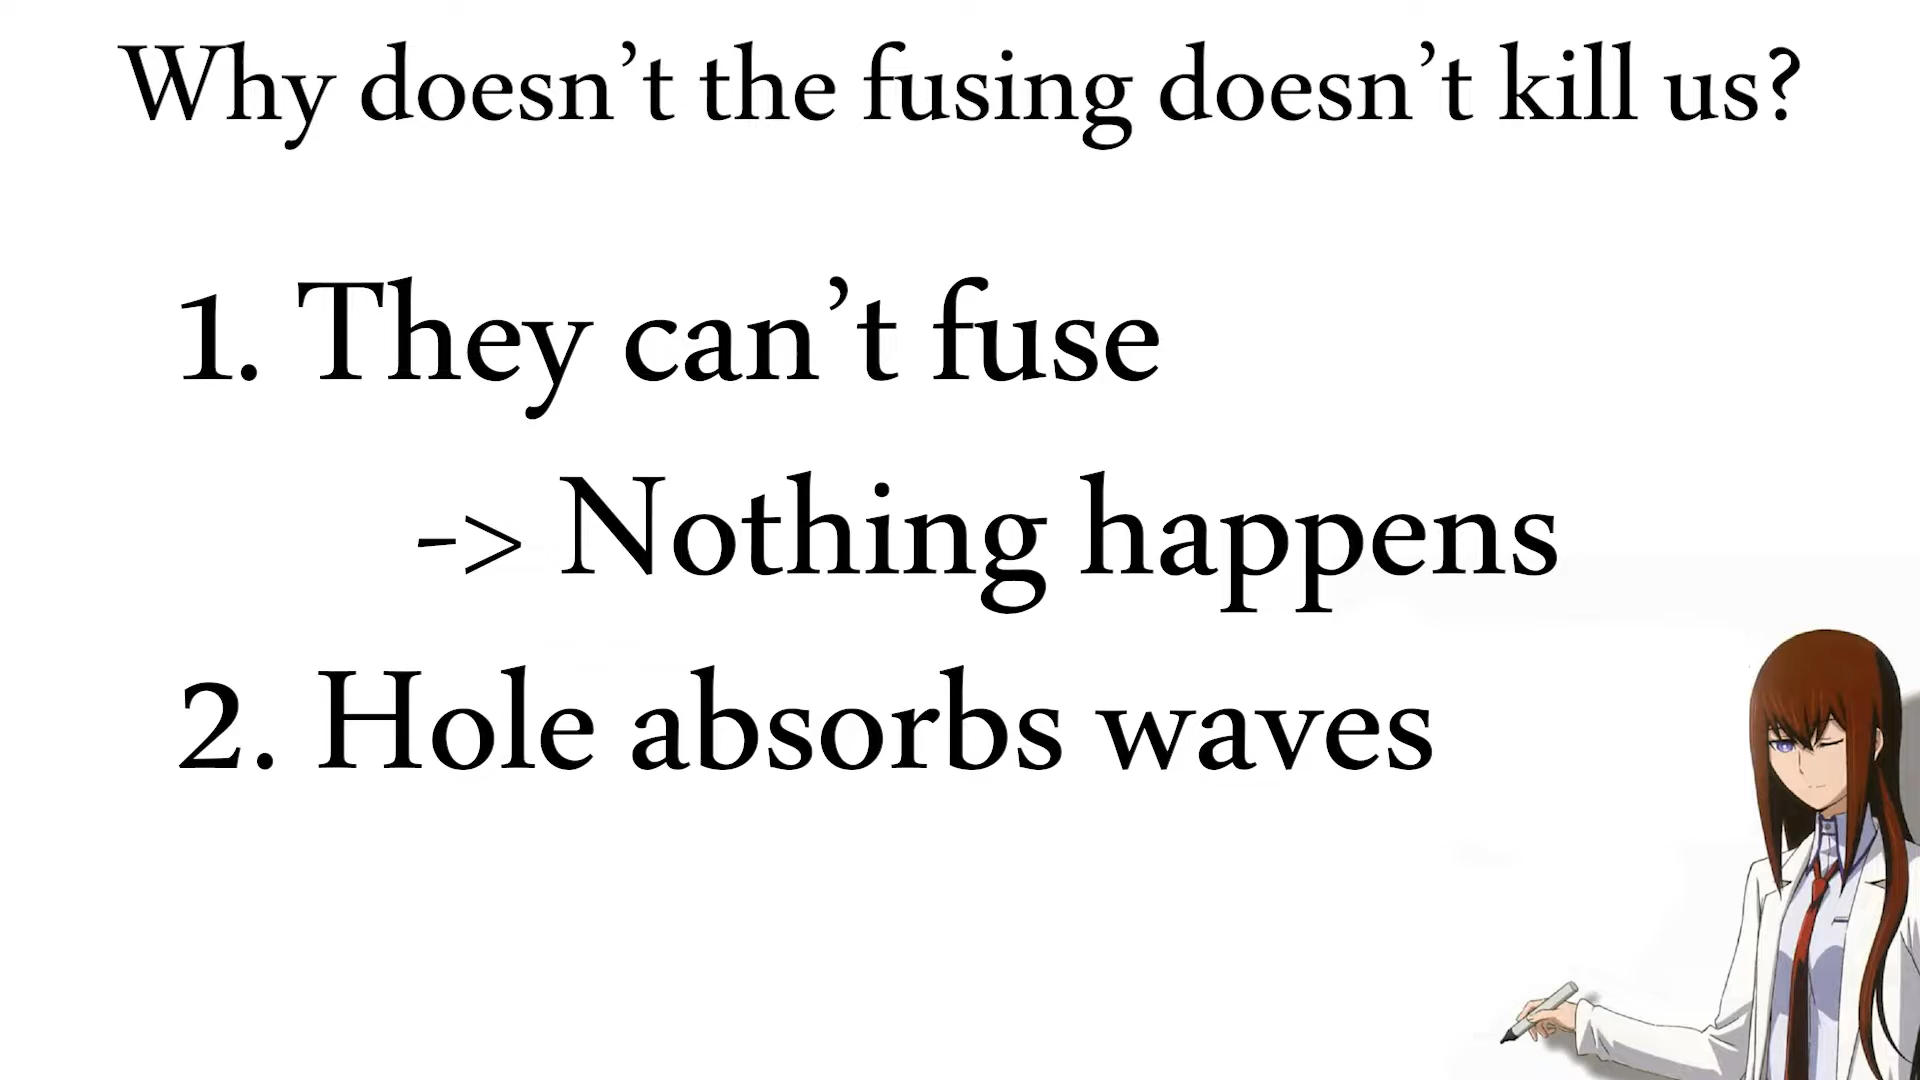 Why doesn’t the fusing doesn’t kill us?
1. They can’t fuse
-> Nothing happens
2. Hole absorbs waves